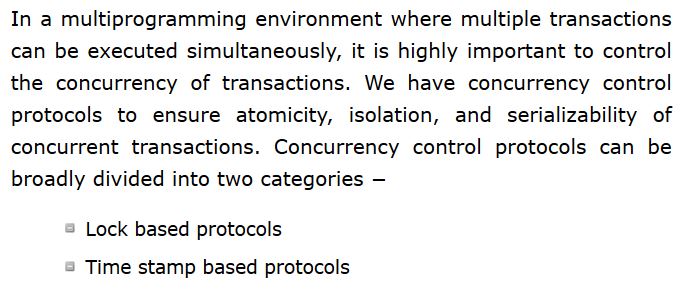 In a multiprogramming environment where multiple transactions
can be executed simultaneously, it is highly important to control
the concurrency of transactions. We have concurrency control
protocols to ensure atomicity, isolation, and serializability of
concurrent transactions. Concurrency control protocols can be
broadly divided into two categories −
Lock based protocols
Time stamp based protocols